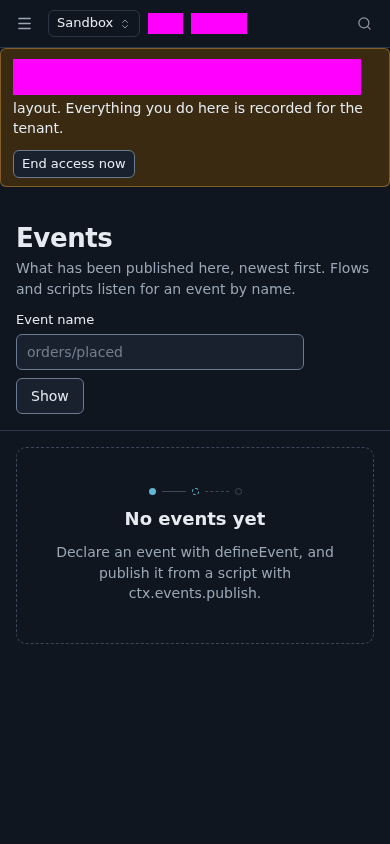 Sandbox
layout. Everything you do here is recorded for the
tenant.
End access now
Events
What has been published here, newest first. Flows
and scripts listen for an event by name.
Event name
orders/placed
Show
No events yet
Declare an event with defineEvent, and
publish it from a script with
ctx.events.publish.